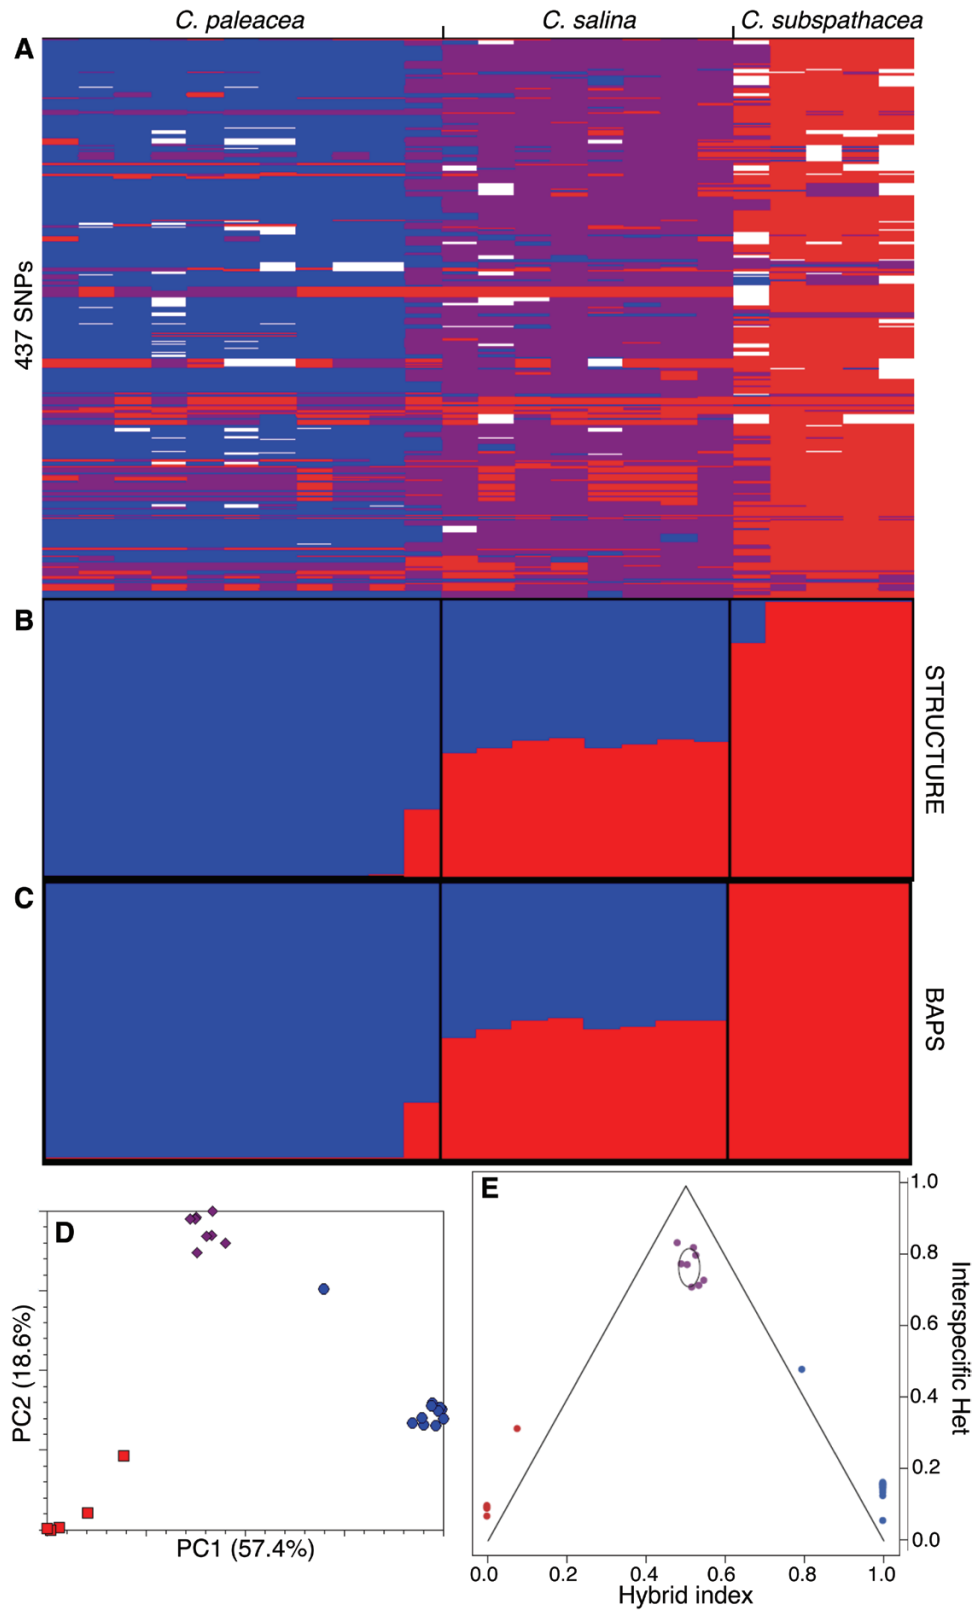 C. paleacea C. salina C. subspathacea
A
437 SNPs
B
STRUCTURE
C
BAPS
D
PC2 (18.6%)
PC1 (57.4%)
E
1.0
0.8
0.6
0.4
0.2
0.0
Interspecific Het
0.0 0.2 0.4 0.6 0.8 1.0
Hybrid index